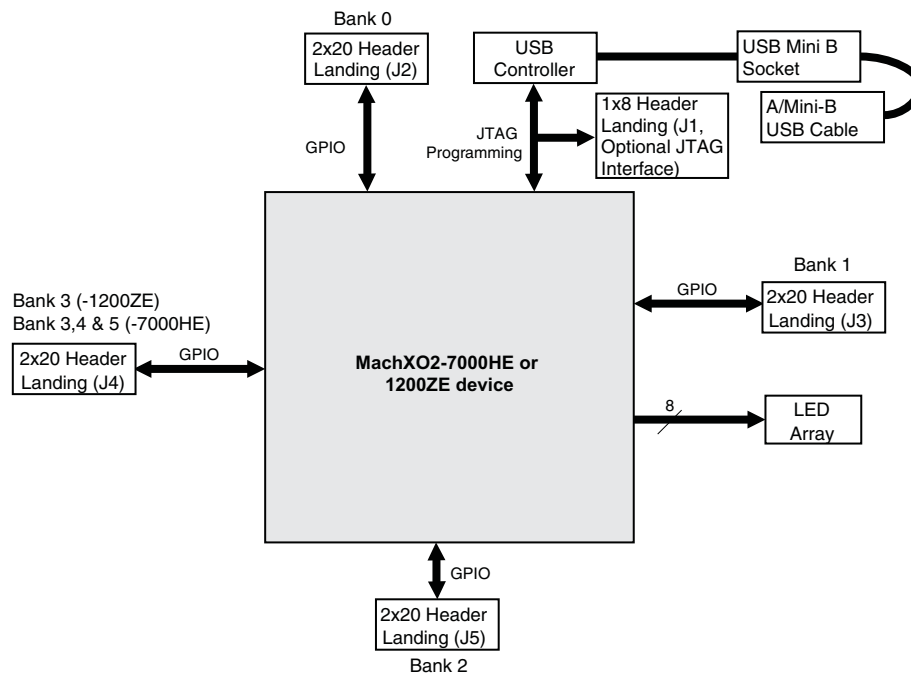 Bank 0
2x20 Header
Landing (J2)
GPIO
USB
Controller
USB Mini B
Socket
A/Mini-B
USB Cable
JTAG
Programming
1x8 Header
Landing (J1,
Optional JTAG
Interface)
Bank 3 (-1200ZE)
Bank 3,4 & 5 (-7000HE)
2x20 Header
Landing (J4)
GPIO
MachXO2-7000HE or
1200ZE device
Bank 1
GPIO
2x20 Header
Landing (J3)
8
LED
Array
GPIO
2x20 Header
Landing (J5)
Bank 2